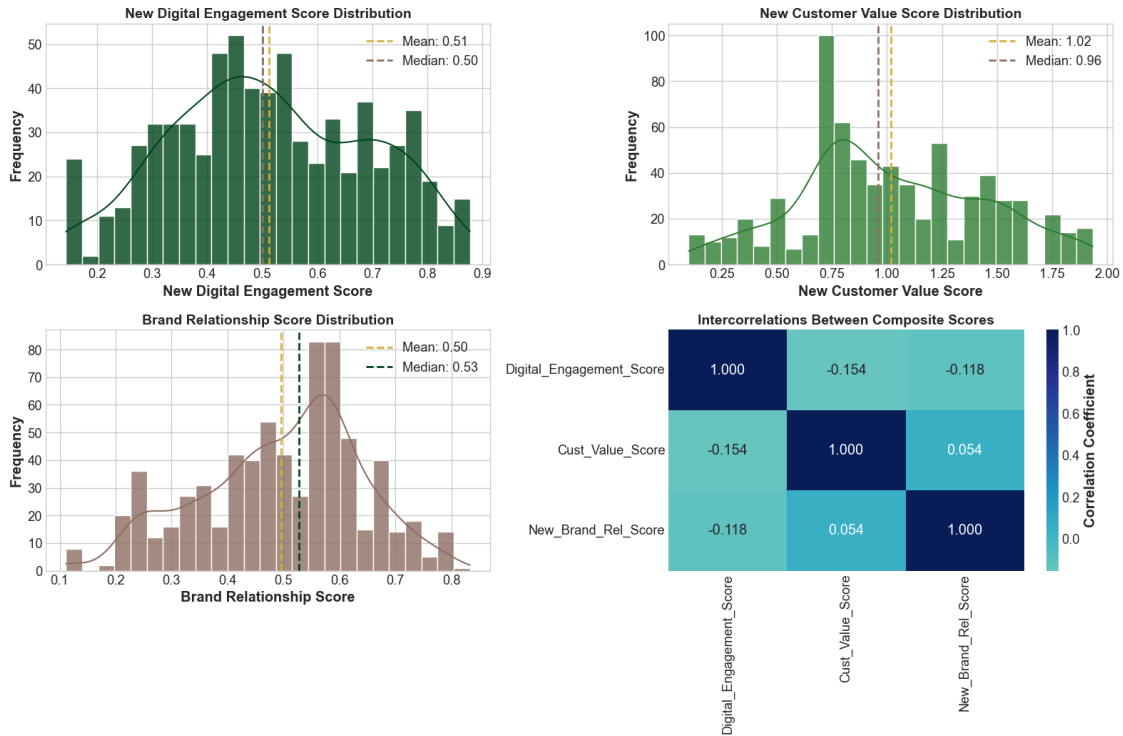 New Digital Engagement Score Distribution
Mean: 0.51
Median: 0.50
50
40
30
20
10
0
Frequency
0.2 0.3 0.4 0.5 0.6 0.7 0.8 0.9
New Digital Engagement Score
New Customer Value Score Distribution
Mean: 1.02
Median: 0.96
100
80
60
40
20
0
Frequency
0.25 0.50 0.75 1.00 1.25 1.50 1.75 2.00
New Customer Value Score
Brand Relationship Score Distribution
Mean: 0.50
Median: 0.53
80
70
60
50
40
30
20
10
0
Frequency
0.1 0.2 0.3 0.4 0.5 0.6 0.7 0.8
Brand Relationship Score
Intercorrelations Between Composite Scores
Digital_Engagement_Score 1.000 -0.154 -0.118
Cust_Value_Score -0.154 1.000 0.054
New_Brand_Rel_Score -0.118 0.054 1.000
Digital_Engagement_Score
Cust_Value_Score
New_Brand_Rel_Score
1.0
0.8
0.6
0.4
0.2
0.0
Correlation Coefficient